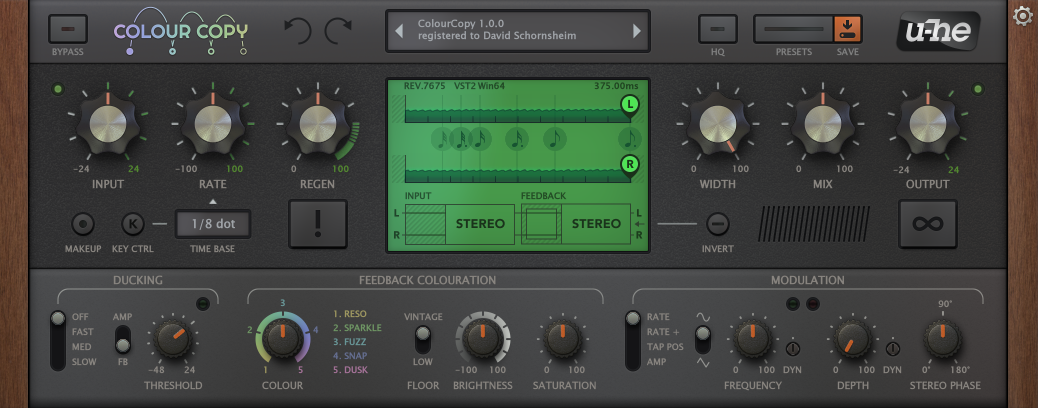 BYPASS
COLOUR COPY
ColourCopy 1.0.0
registered to David Schornsheim
HQ
PRESETS
SAVE
u-he
-24 24
INPUT
-100 100
RATE
0 100
REGEN
REV.7675 VST2 Win64 375.00ms
L
R
INPUT FEEDBACK
L STEREO STEREO L
R R
0 100
WIDTH
0 100
MIX
-24 24
OUTPUT
MAKEUP
K
KEY CTRL
1/8 dot
TIME BASE
!
INVERT
∞
DUCKING
OFF
FAST
MED
SLOW
AMP
FB
-48 24
THRESHOLD
FEEDBACK COLOURATION
1 2 3 4 5
COLOUR
1. RESO
2. SPARKLE
3. FUZZ
4. SNAP
5. DUSK
VINTAGE
LOW
FLOOR
-100 100
BRIGHTNESS
0 100
SATURATION
MODULATION
RATE
RATE +
TAP POS
AMP
0 100
FREQUENCY
DYN
0 100
DEPTH
DYN
90°
0° 180°
STEREO PHASE